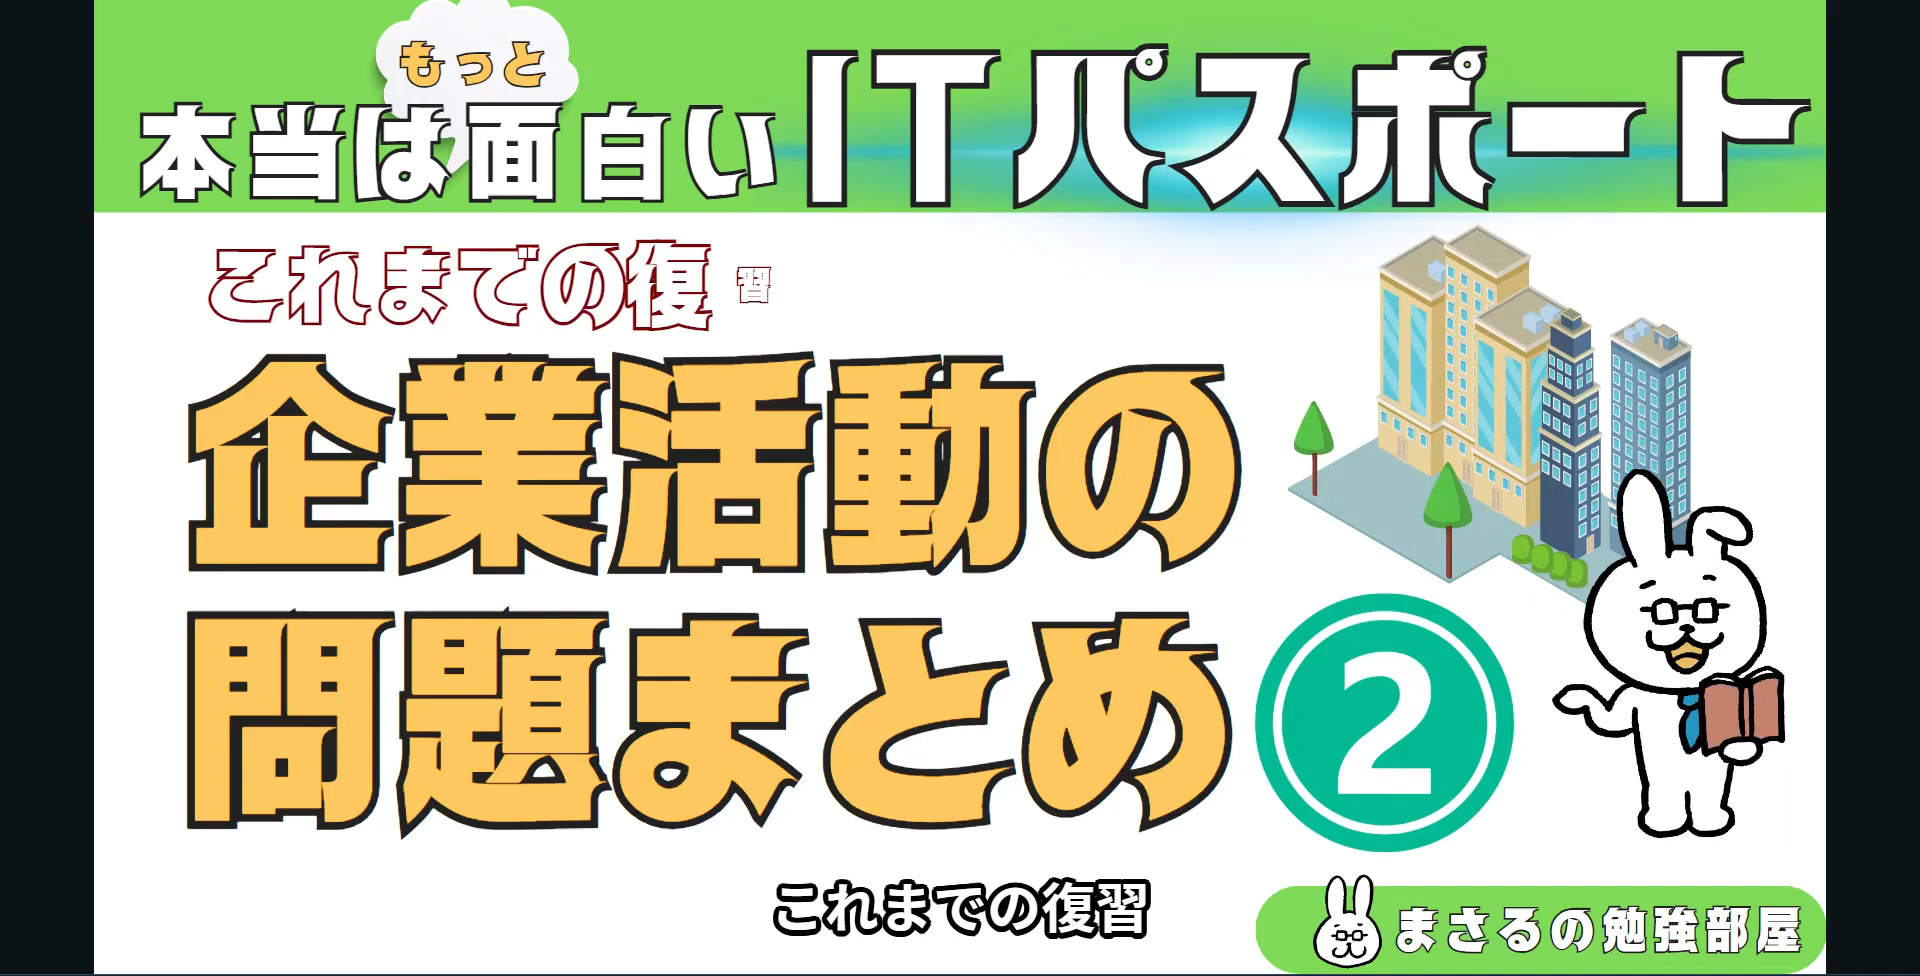 もっと
本当は面白いITパスポート
これまでの復習
企業活動の
問題まとめ
2
これまでの復習
まさるの勉強部屋